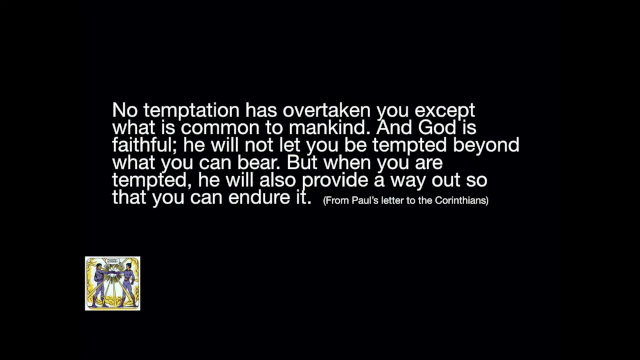 No temptation has overtaken you except
what is common to mankind. And God is
faithful; he will not let you be tempted beyond
what you can bear. But when you are
tempted, he will also provide a way out so
that you can endure it. (From Paul's letter to the Corinthians)